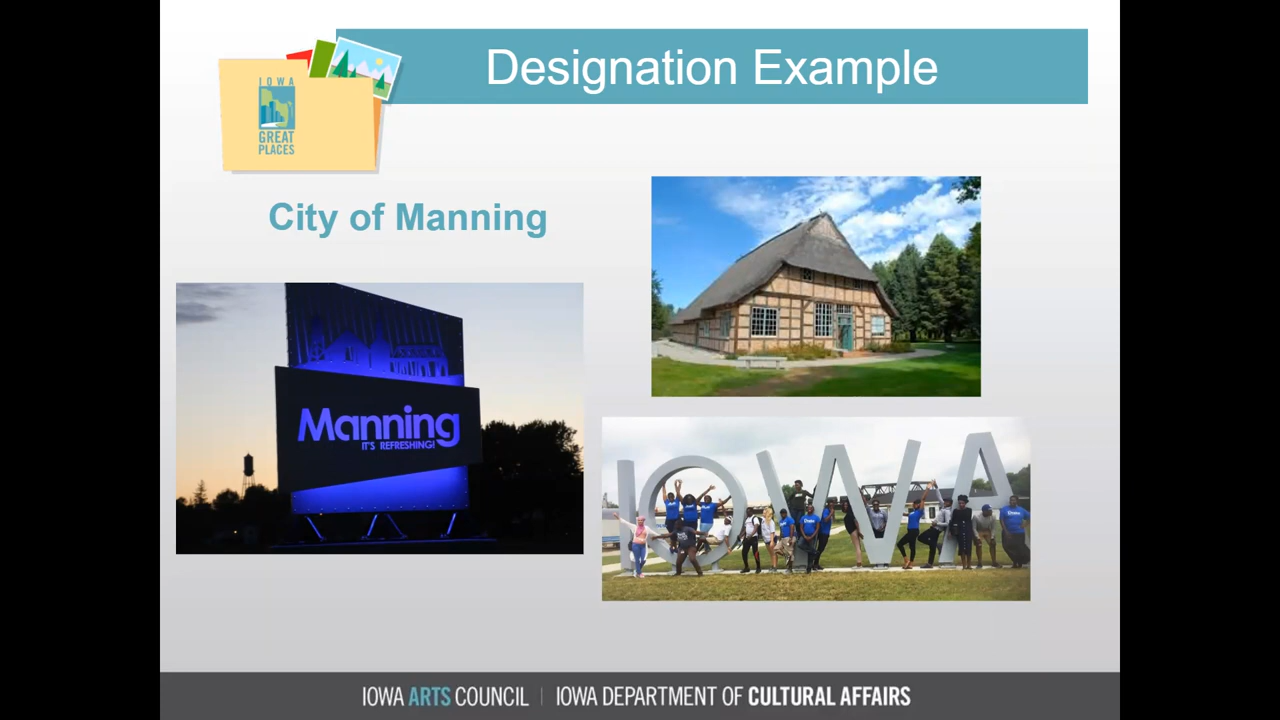 Designation Example
IOWA
GREAT
PLACES
City of Manning
Manning
IT'S REFRESHING!
IOWA
IOWA ARTS COUNCIL | IOWA DEPARTMENT OF CULTURAL AFFAIRS